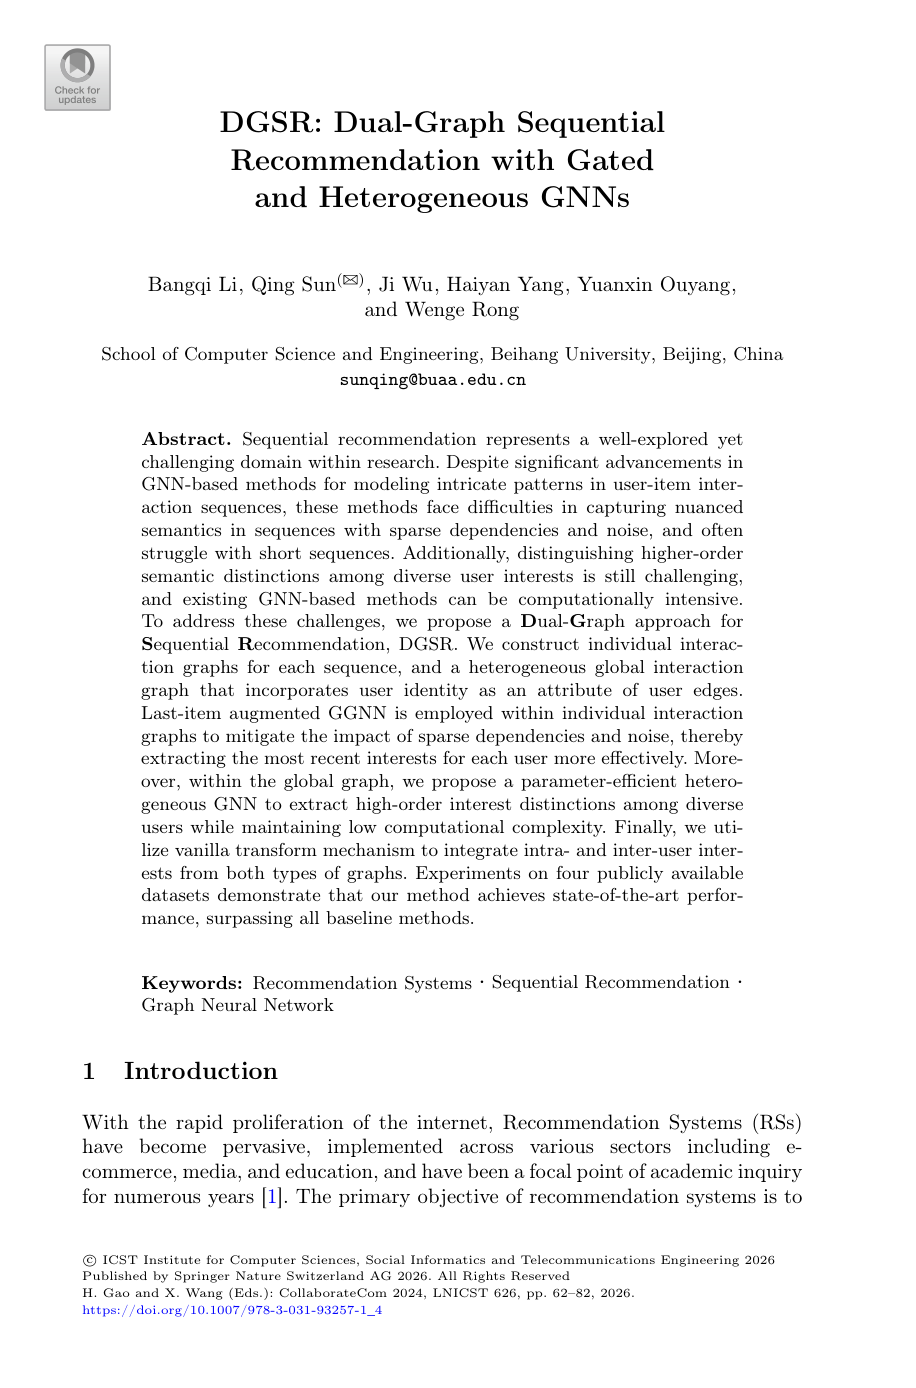 Check for
updates
DGSR: Dual-Graph Sequential
Recommendation with Gated
and Heterogeneous GNNs
Bangqi Li, Qing Sun(✉), Ji Wu, Haiyan Yang, Yuanxin Ouyang,
and Wenge Rong
School of Computer Science and Engineering, Beihang University, Beijing, China
sunqing@buaa.edu.cn
Abstract. Sequential recommendation represents a well-explored yet
challenging domain within research. Despite significant advancements in
GNN-based methods for modeling intricate patterns in user-item inter-
action sequences, these methods face difficulties in capturing nuanced
semantics in sequences with sparse dependencies and noise, and often
struggle with short sequences. Additionally, distinguishing higher-order
semantic distinctions among diverse user interests is still challenging,
and existing GNN-based methods can be computationally intensive.
To address these challenges, we propose a Dual-Graph approach for
Sequential Recommendation, DGSR. We construct individual interac-
tion graphs for each sequence, and a heterogeneous global interaction
graph that incorporates user identity as an attribute of user edges.
Last-item augmented GGNN is employed within individual interaction
graphs to mitigate the impact of sparse dependencies and noise, thereby
extracting the most recent interests for each user more effectively. More-
over, within the global graph, we propose a parameter-efficient hetero-
geneous GNN to extract high-order interest distinctions among diverse
users while maintaining low computational complexity. Finally, we uti-
lize vanilla transform mechanism to integrate intra- and inter-user inter-
ests from both types of graphs. Experiments on four publicly available
datasets demonstrate that our method achieves state-of-the-art perfor-
mance, surpassing all baseline methods.
Keywords: Recommendation Systems · Sequential Recommendation ·
Graph Neural Network
1 Introduction
With the rapid proliferation of the internet, Recommendation Systems (RSs)
have become pervasive, implemented across various sectors including e-
commerce, media, and education, and have been a focal point of academic inquiry
for numerous years [1]. The primary objective of recommendation systems is to
© ICST Institute for Computer Sciences, Social Informatics and Telecommunications Engineering 2026
Published by Springer Nature Switzerland AG 2026. All Rights Reserved
H. Gao and X. Wang (Eds.): CollaborateCom 2024, LNICST 626, pp. 62–82, 2026.
https://doi.org/10.1007/978-3-031-93257-1_4